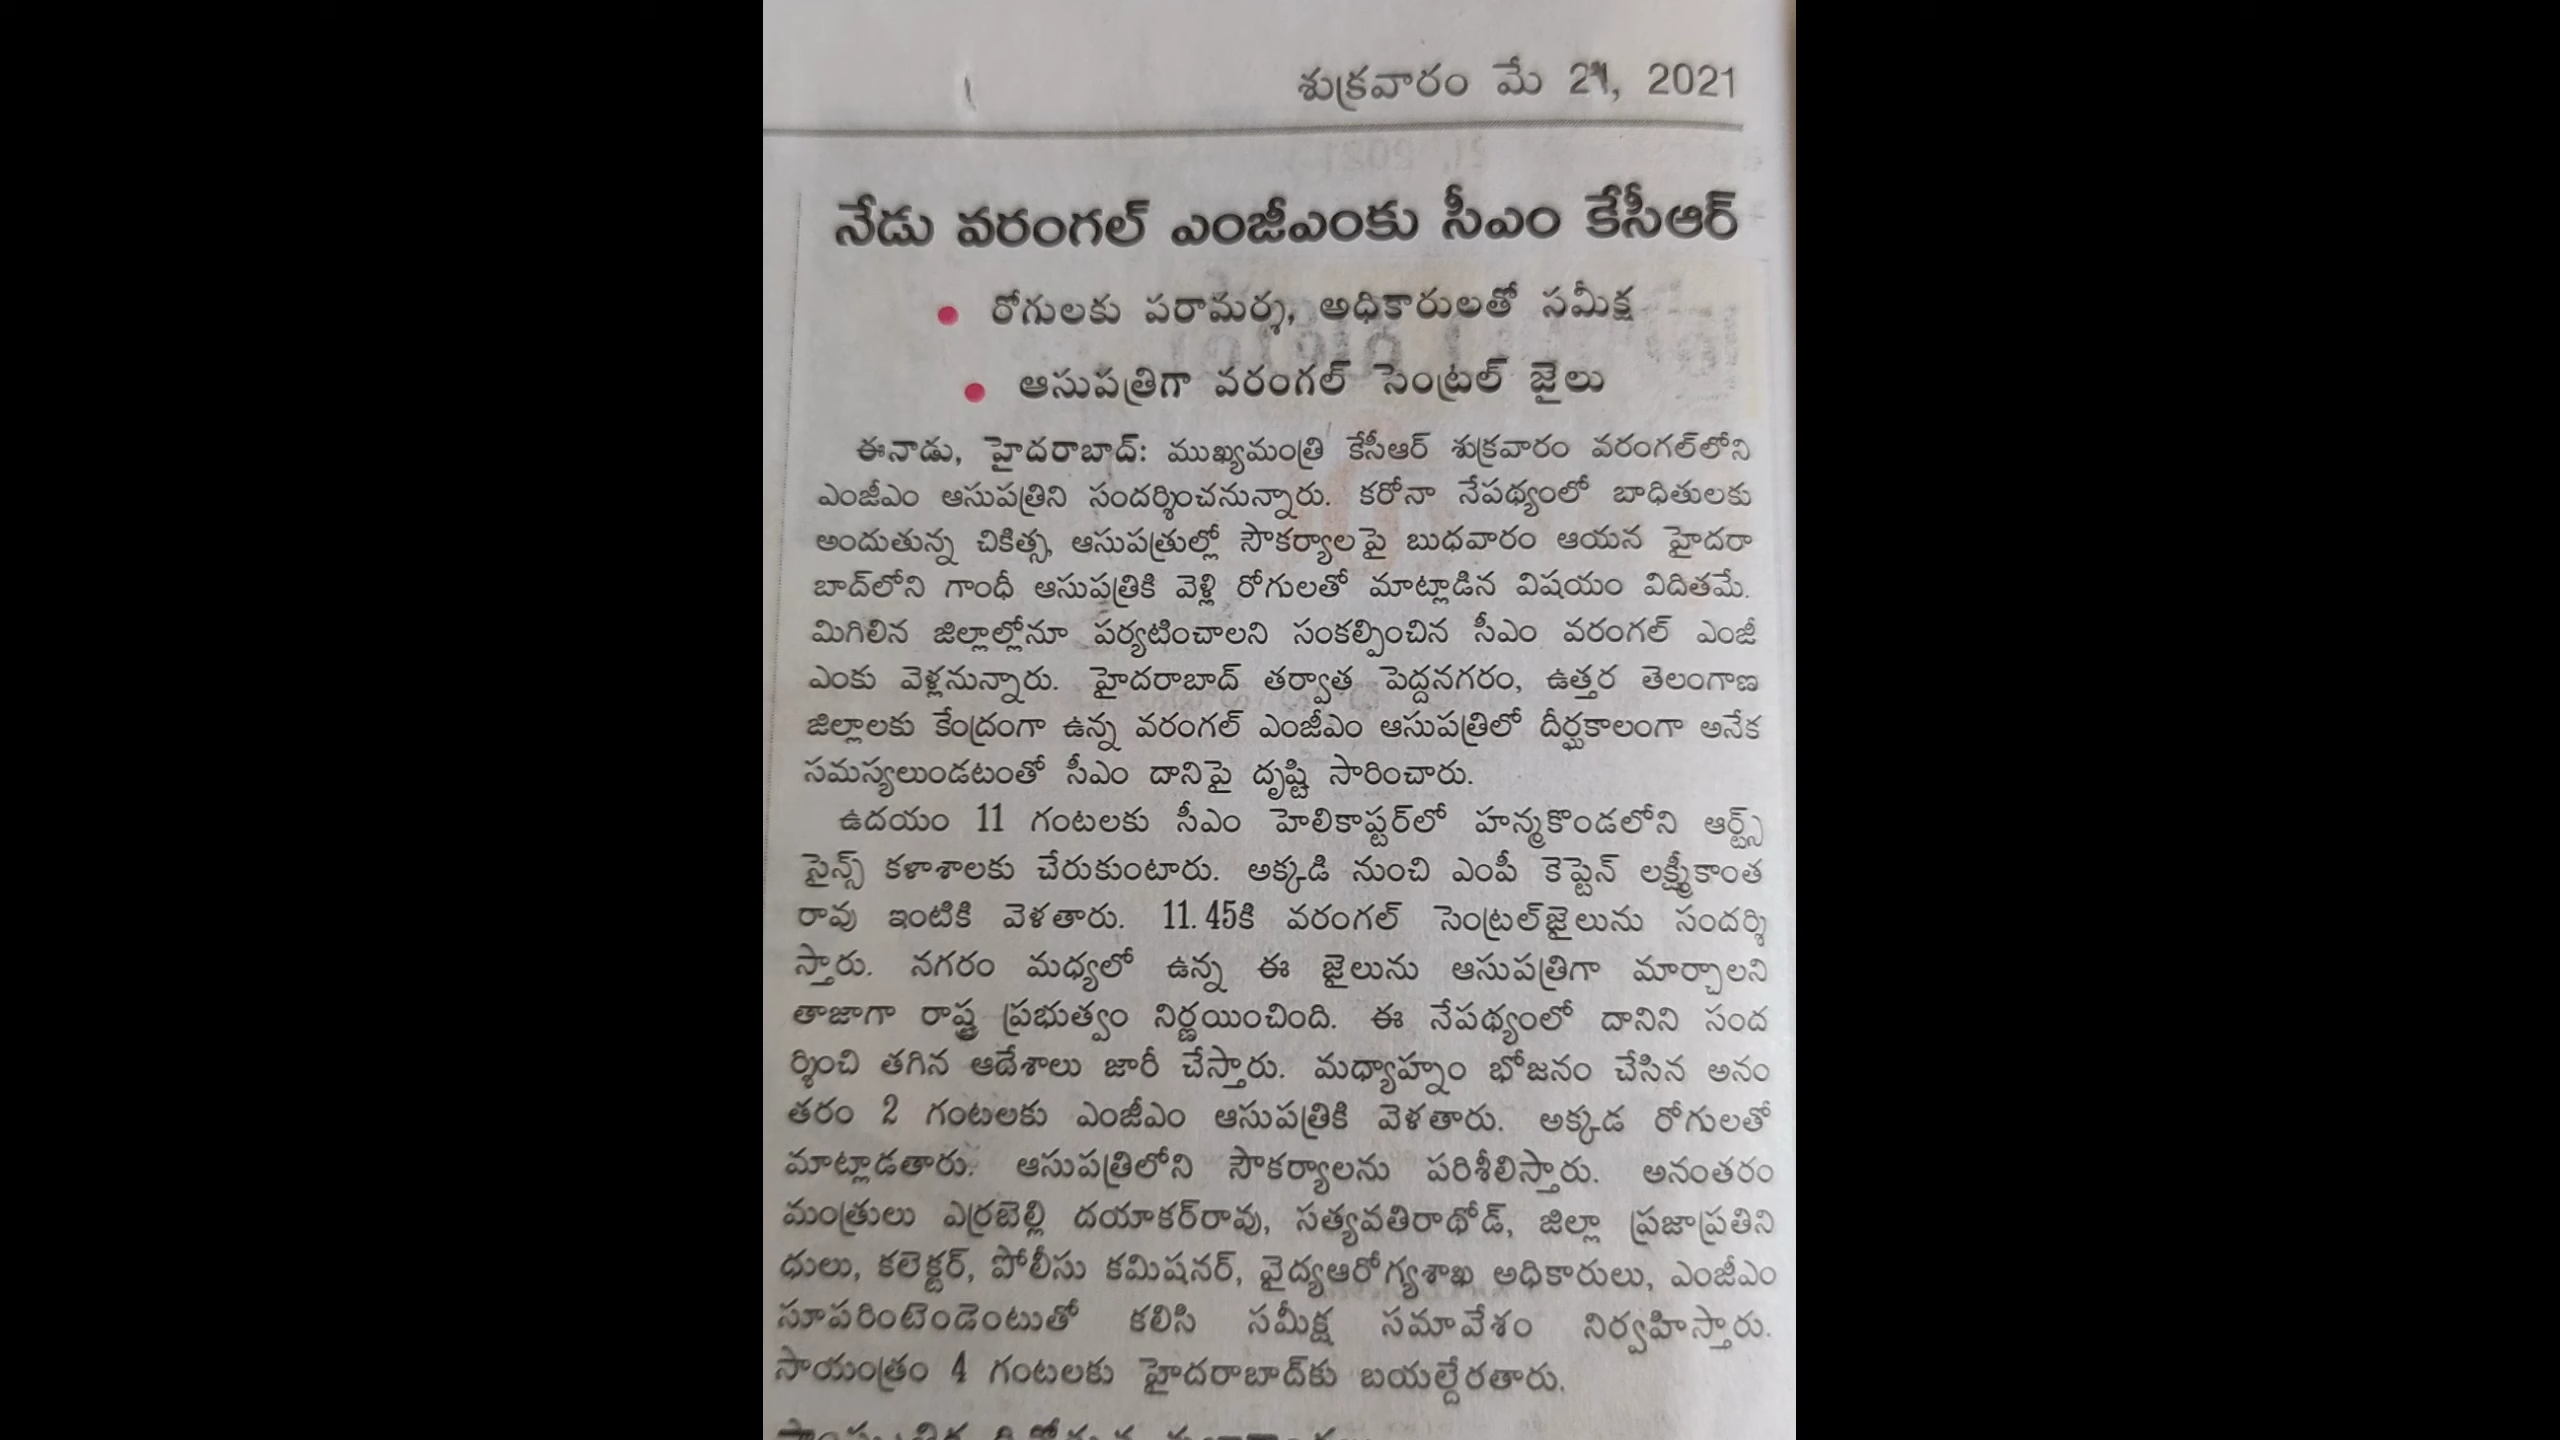 శుక్రవారం మే 21, 2021
నేడు వరంగల్ ఎంజీఎంకు సీఎం కేసీఆర్
• రోగులకు పరామర్శ, అధికారులతో సమీక్ష
• ఆసుపత్రిగా వరంగల్ సెంట్రల్ జైలు
ఈనాడు, హైదరాబాద్: ముఖ్యమంత్రి కేసీఆర్ శుక్రవారం వరంగల్‌లోని
ఎంజీఎం ఆసుపత్రిని సందర్శించనున్నారు. కరోనా నేపథ్యంలో బాధితులకు
అందుతున్న చికిత్స, ఆసుపత్రుల్లో సౌకర్యాలపై బుధవారం ఆయన హైదరా
బాద్‌లోని గాంధీ ఆసుపత్రికి వెళ్లి రోగులతో మాట్లాడిన విషయం విదితమే.
మిగిలిన జిల్లాల్లోనూ పర్యటించాలని సంకల్పించిన సీఎం వరంగల్ ఎంజీ
ఎంకు వెళ్లనున్నారు. హైదరాబాద్ తర్వాత పెద్దనగరం, ఉత్తర తెలంగాణ
జిల్లాలకు కేంద్రంగా ఉన్న వరంగల్ ఎంజీఎం ఆసుపత్రిలో దీర్ఘకాలంగా అనేక
సమస్యలుండటంతో సీఎం దానిపై దృష్టి సారించారు.
ఉదయం 11 గంటలకు సీఎం హెలికాప్టర్‌లో హన్మకొండలోని ఆర్ట్స్
సైన్స్ కళాశాలకు చేరుకుంటారు. అక్కడి నుంచి ఎంపీ కెప్టెన్ లక్ష్మీకాంత
రావు ఇంటికి వెళతారు. 11.45కి వరంగల్ సెంట్రల్‌జైలును సందర్శి
స్తారు. నగరం మధ్యలో ఉన్న ఈ జైలును ఆసుపత్రిగా మార్చాలని
తాజాగా రాష్ట్ర ప్రభుత్వం నిర్ణయించింది. ఈ నేపథ్యంలో దానిని సంద
ర్శించి తగిన ఆదేశాలు జారీ చేస్తారు. మధ్యాహ్నం భోజనం చేసిన అనం
తరం 2 గంటలకు ఎంజీఎం ఆసుపత్రికి వెళతారు. అక్కడ రోగులతో
మాట్లాడతారు. ఆసుపత్రిలోని సౌకర్యాలను పరిశీలిస్తారు. అనంతరం
మంత్రులు ఎర్రబెల్లి దయాకర్‌రావు, సత్యవతిరాథోడ్, జిల్లా ప్రజాప్రతిని
ధులు, కలెక్టర్, పోలీసు కమిషనర్, వైద్యఆరోగ్యశాఖ అధికారులు, ఎంజీఎం
సూపరింటెండెంటుతో కలిసి సమీక్ష సమావేశం నిర్వహిస్తారు.
సాయంత్రం 4 గంటలకు హైదరాబాద్‌కు బయల్దేరతారు.